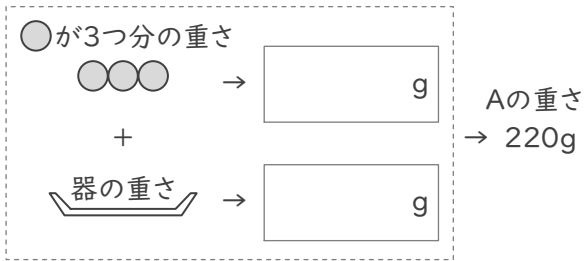 が3つ分の重さ
→ g
+
器の重さ → g
Aの重さ
→ 220g